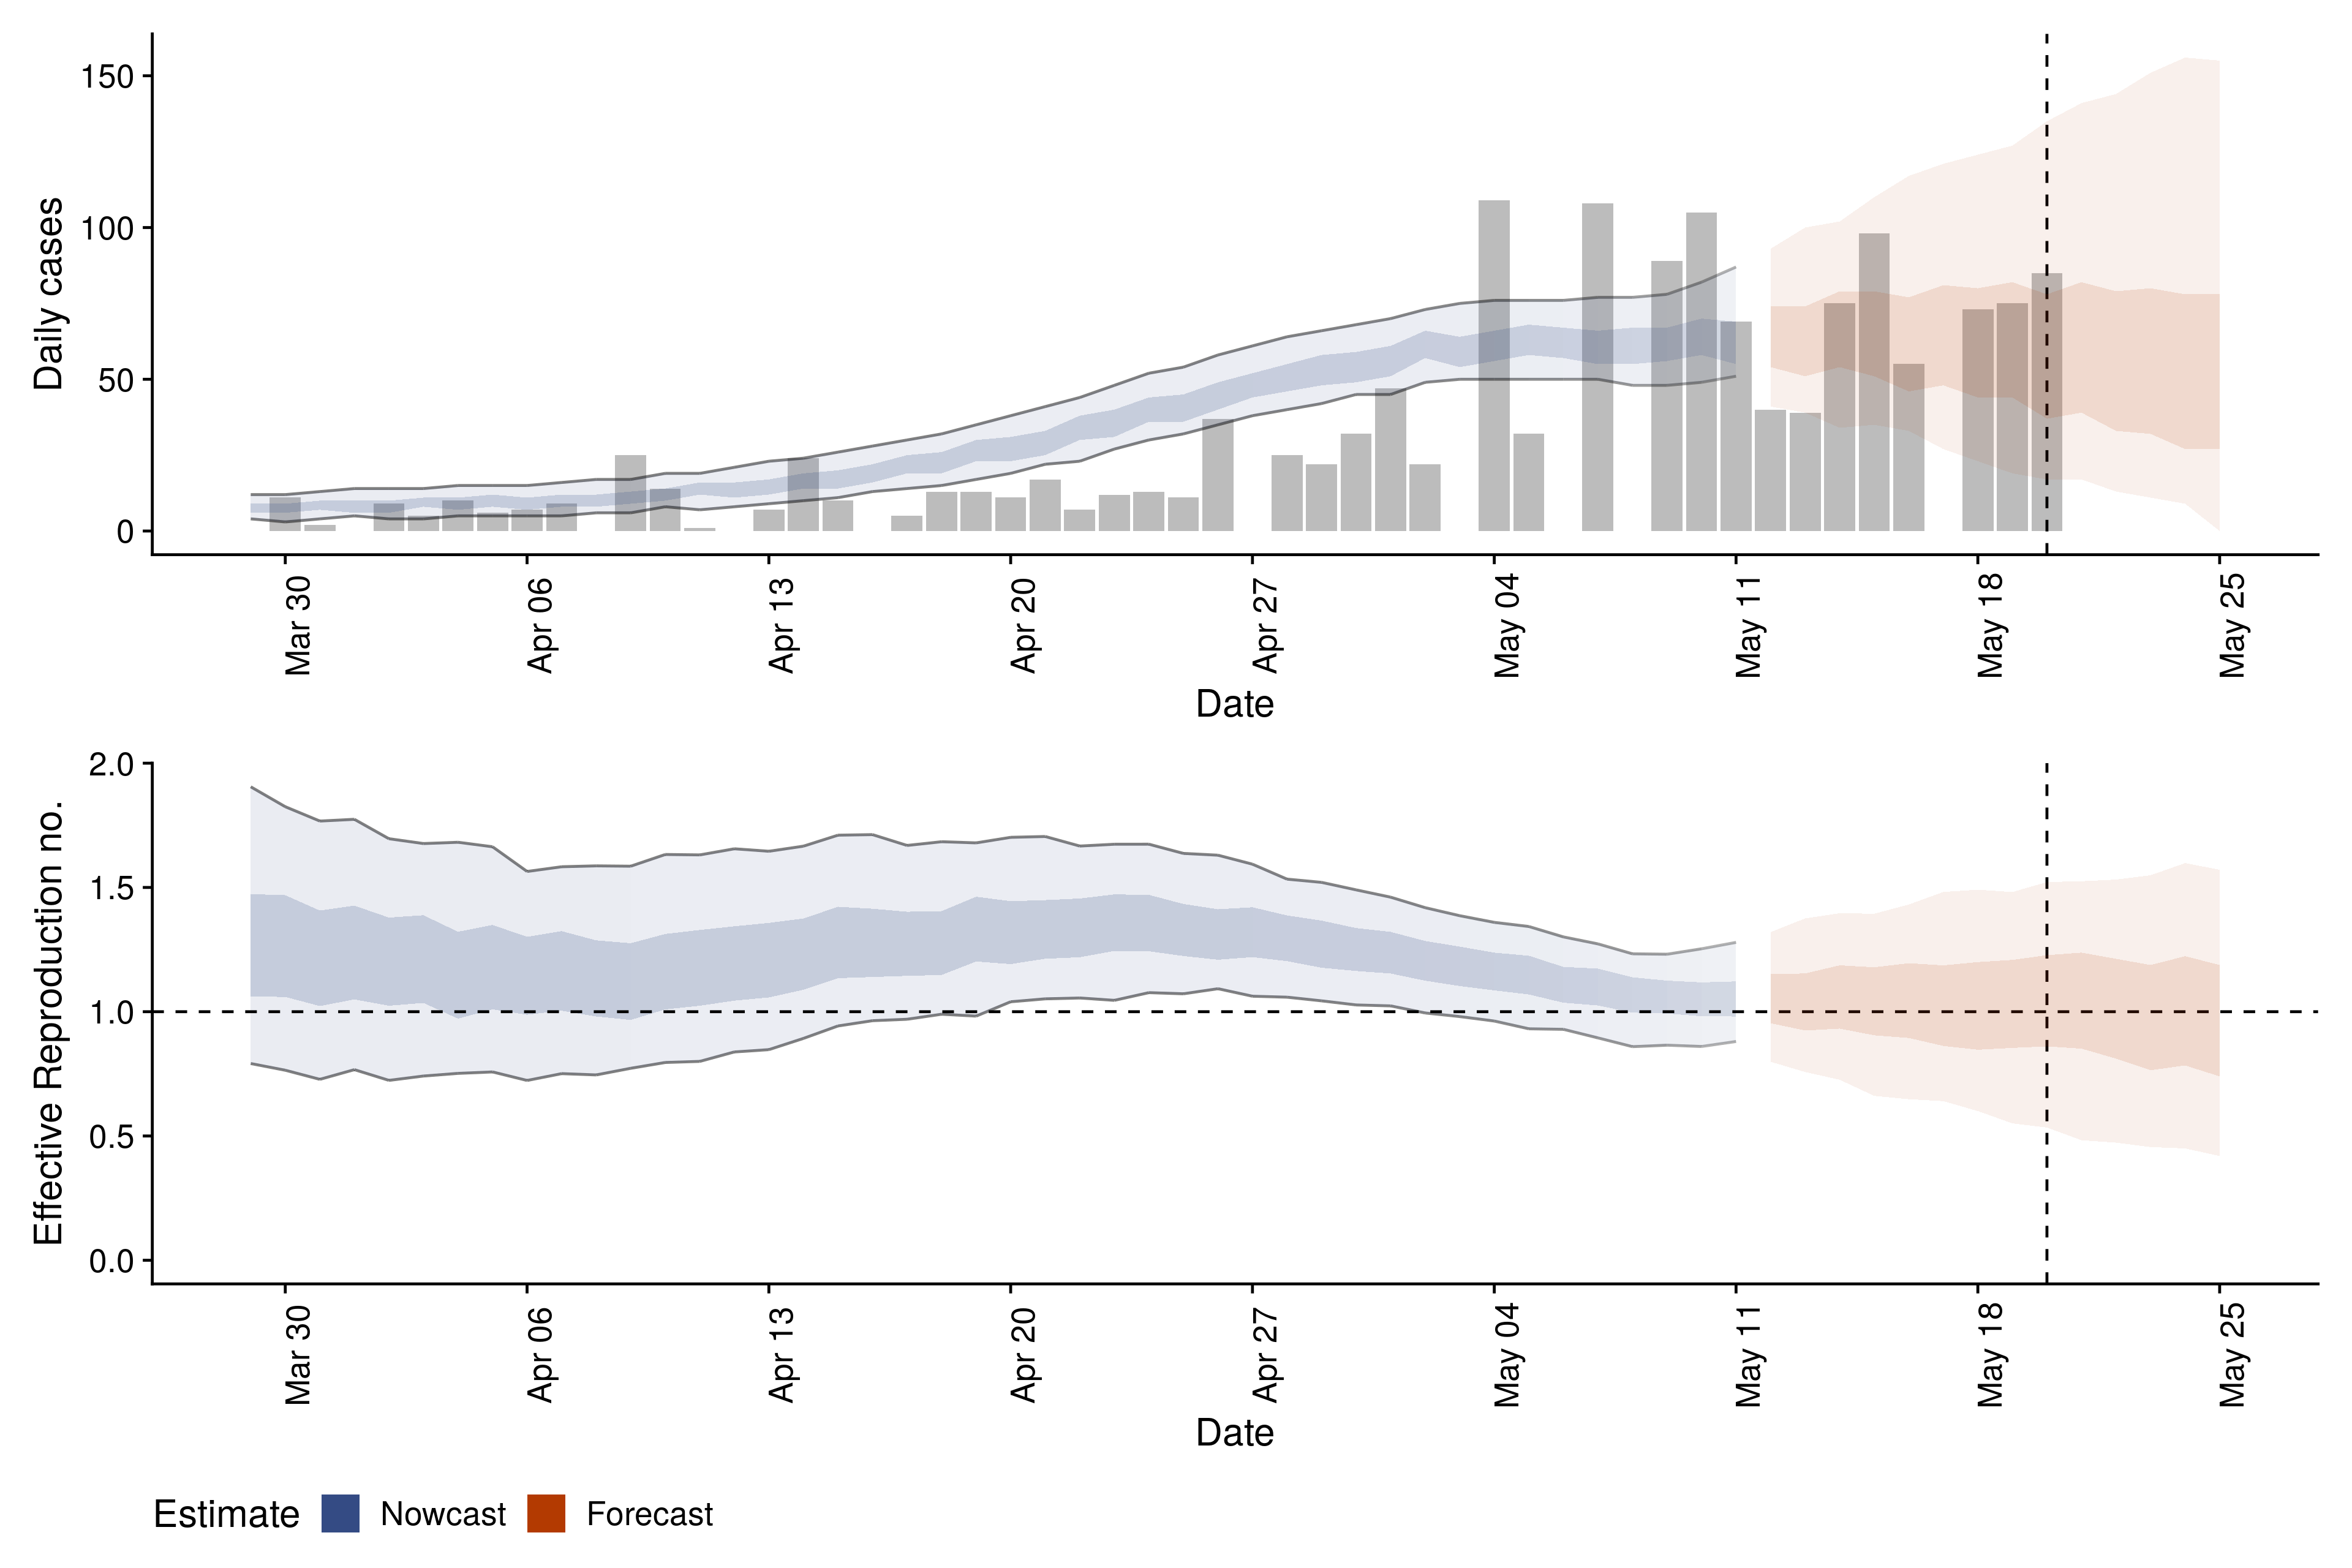 Daily cases
150
100
50
0
Mar 30
Apr 06
Apr 13
Apr 20
Apr 27
May 04
May 11
May 18
May 25
Date
Effective Reproduction no.
2.0
1.5
1.0
0.5
0.0
Mar 30
Apr 06
Apr 13
Apr 20
Apr 27
May 04
May 11
May 18
May 25
Date
Estimate Nowcast Forecast